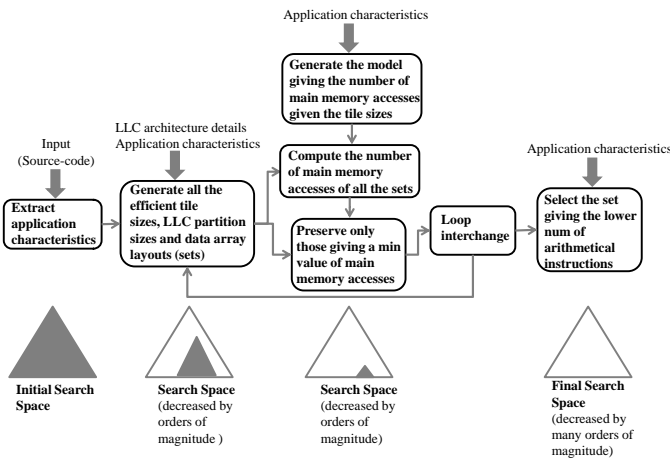 Application characteristics
Generate the model
giving the number of
main memory accesses
given the tile sizes
LLC architecture details
Application characteristics
Input
(Source-code)
Application characteristics
Extract
application
characteristics
Generate all the
efficient tile
sizes, LLC partition
sizes and data array
layouts (sets)
Compute the number
of main memory
accesses of all the sets
Preserve only
those giving a min
value of main
memory accesses
Loop
interchange
Select the set
giving the lower
num of
arithmetical
instructions
Initial Search
Space
Search Space
(decreased by
orders of
magnitude )
Search Space
(decreased by
orders of
magnitude)
Final Search
Space
(decreased by
many orders of
magnitude)